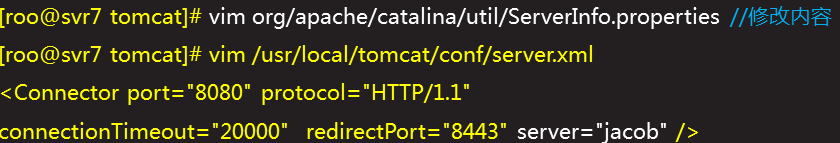 [roo@svr7 tomcat]# vim org/apache/catalina/util/ServerInfo.properties //修改内容
[roo@svr7 tomcat]# vim /usr/local/tomcat/conf/server.xml
<Connector port="8080" protocol="HTTP/1.1"
connectionTimeout="20000" redirectPort="8443" server="jacob" />